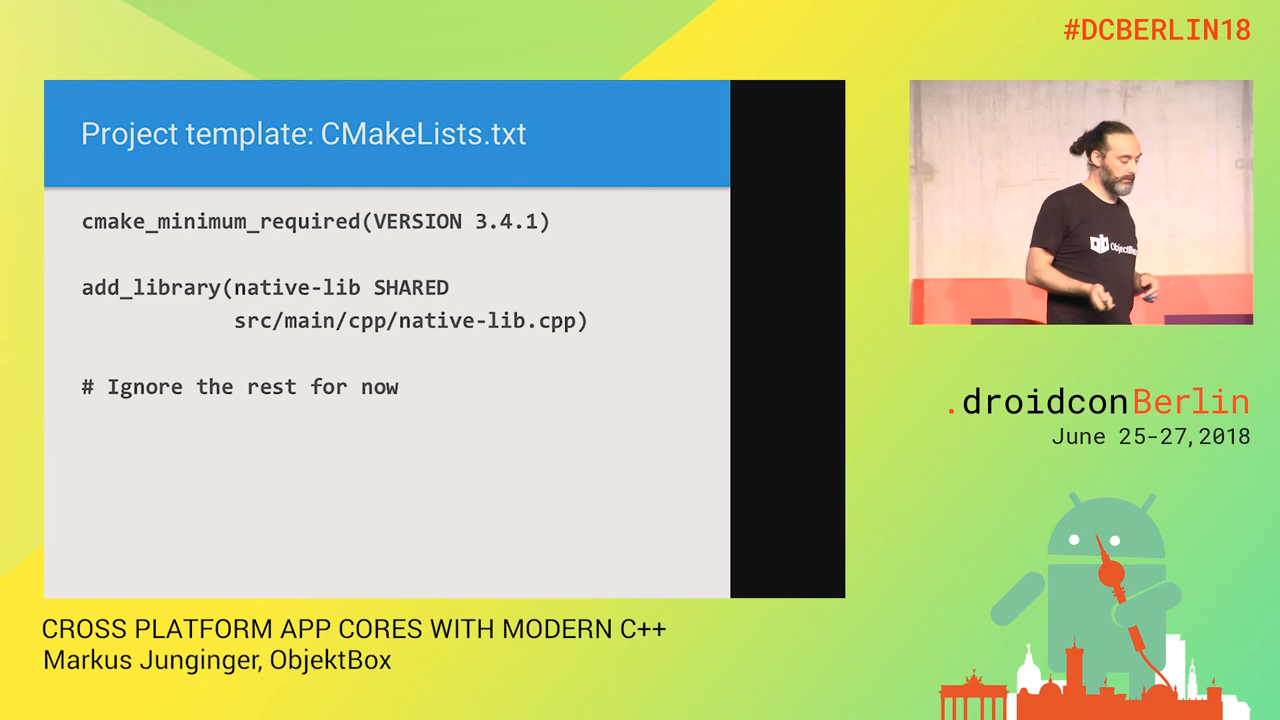 #DCBERLIN18
Project template: CMakeLists.txt
cmake_minimum_required(VERSION 3.4.1)
add_library(native-lib SHARED
src/main/cpp/native-lib.cpp)
# Ignore the rest for now
ObjectBox
.droidconBerlin
June 25-27, 2018
CROSS PLATFORM APP CORES WITH MODERN C++
Markus Junginger, ObjektBox